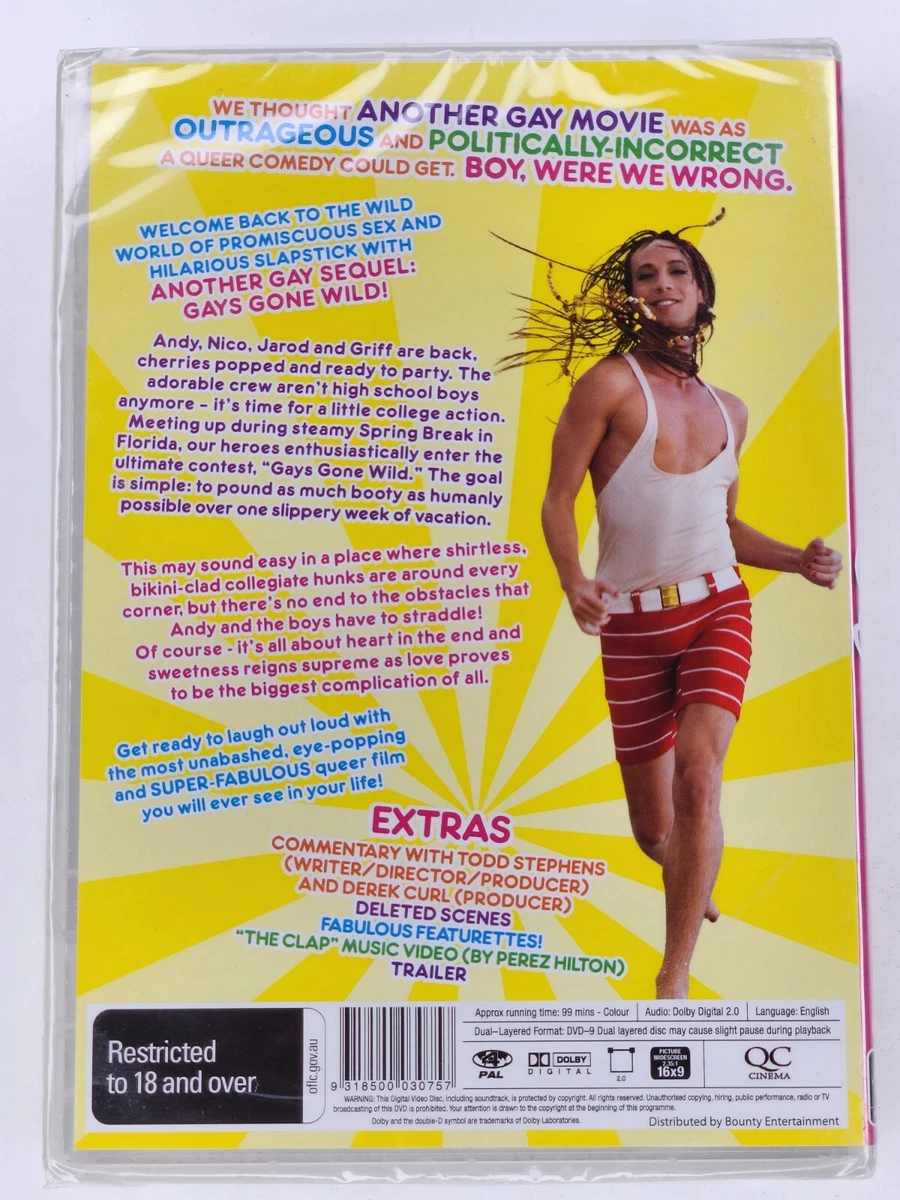 WE THOUGHT ANOTHER GAY MOVIE WAS AS
OUTRAGEOUS AND POLITICALLY-INCORRECT
A QUEER COMEDY COULD GET. BOY, WERE WE WRONG.
WELCOME BACK TO THE WILD
WORLD OF PROMISCUOUS SEX AND
HILARIOUS SLAPSTICK WITH
ANOTHER GAY SEQUEL:
GAYS GONE WILD!
Andy, Nico, Jarod and Griff are back,
cherries popped and ready to party. The
adorable crew aren't high school boys
anymore - it's time for a little college action.
Meeting up during steamy Spring Break in
Florida, our heroes enthusiastically enter the
ultimate contest, "Gays Gone Wild." The goal
is simple: to pound as much booty as humanly
possible over one slippery week of vacation.
This may sound easy in a place where shirtless,
bikini-clad collegiate hunks are around every
corner, but there's no end to the obstacles that
Andy and the boys have to straddle!
Of course - it's all about heart in the end and
sweetness reigns supreme as love proves
to be the biggest complication of all.
Get ready to laugh out loud with
the most unabashed, eye-popping
and SUPER-FABULOUS queer film
you will ever see in your life!
EXTRAS
COMMENTARY WITH TODD STEPHENS
(WRITER/DIRECTOR/PRODUCER)
AND DEREK CURL (PRODUCER)
DELETED SCENES
FABULOUS FEATURETTES!
"THE CLAP" MUSIC VIDEO (BY PEREZ HILTON)
TRAILER
Restricted
to 18 and over
oflc.gov.au
9 318500 030757
Approx running time: 99 mins - Colour
Audio: Dolby Digital 2.0
Language: English
Dual-Layered Format: DVD-9 Dual layered disc may cause slight pause during playback
4
PAL
DOLBY
DIGITAL
2.0
PICTURE
WIDESCREEN
2.35:1
16x9
QC
CINEMA
WARNING: This Digital Video Disc, including soundtrack, is protected by copyright. All rights reserved. Unauthorised copying, hiring, public performance, radio or TV
broadcasting of this DVD is prohibited. Your attention is drawn to the copyright at the beginning of this programme.
Dolby and the double-D symbol are trademarks of Dolby Laboratories.
Distributed by Bounty Entertainment